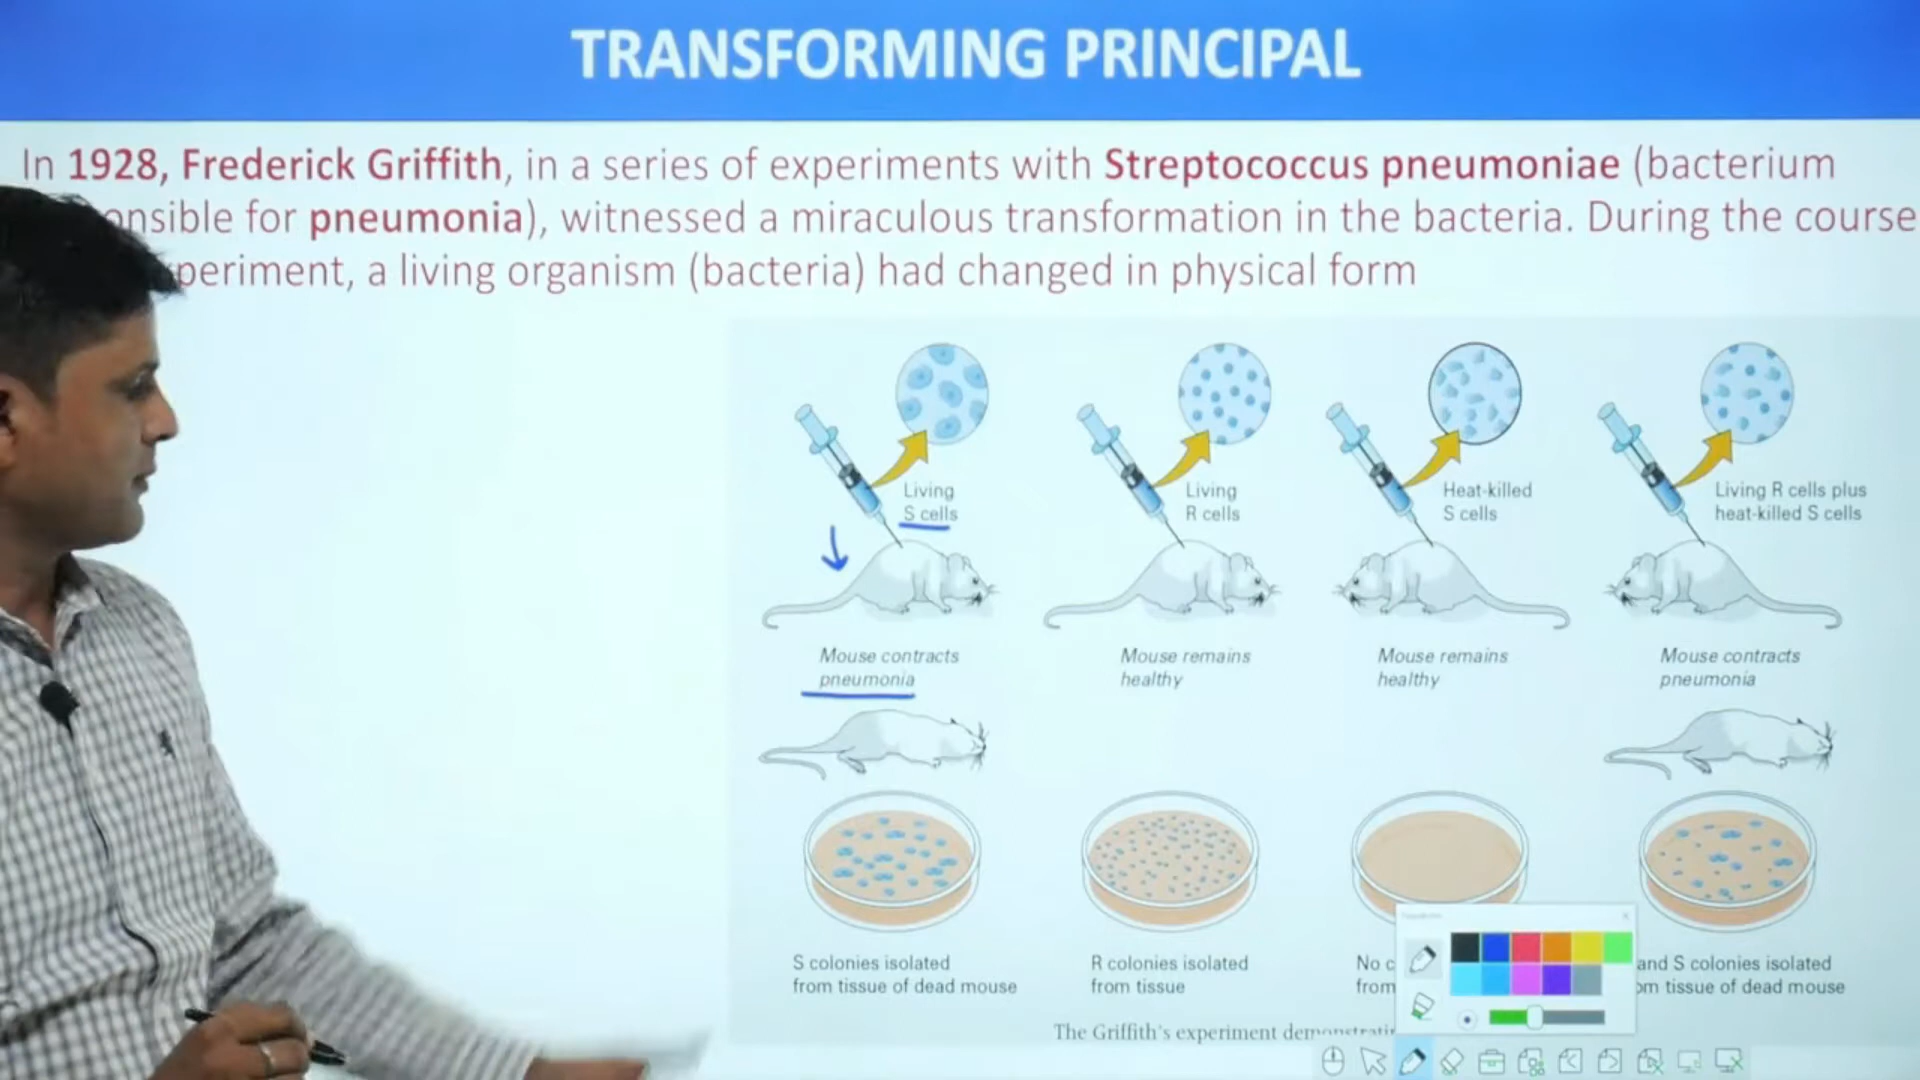 TRANSFORMING PRINCIPAL
In 1928, Frederick Griffith, in a series of experiments with Streptococcus pneumoniae (bacterium
for pneumonia), witnessed a miraculous transformation in the bacteria. During the course
a living organism (bacteria) had changed in physical form
Living
S cells
Living
R cells
Heat-killed
S cells
Living R cells plus
heat-killed S cells
Mouse contracts
pneumonia
Mouse remains
healthy
Mouse remains
healthy
Mouse contracts
pneumonia
S colonies isolated
from tissue of dead mouse
R colonies isolated
from tissue
No
from
and S colonies isolated
tissue of dead mouse
The Griffith's experiment